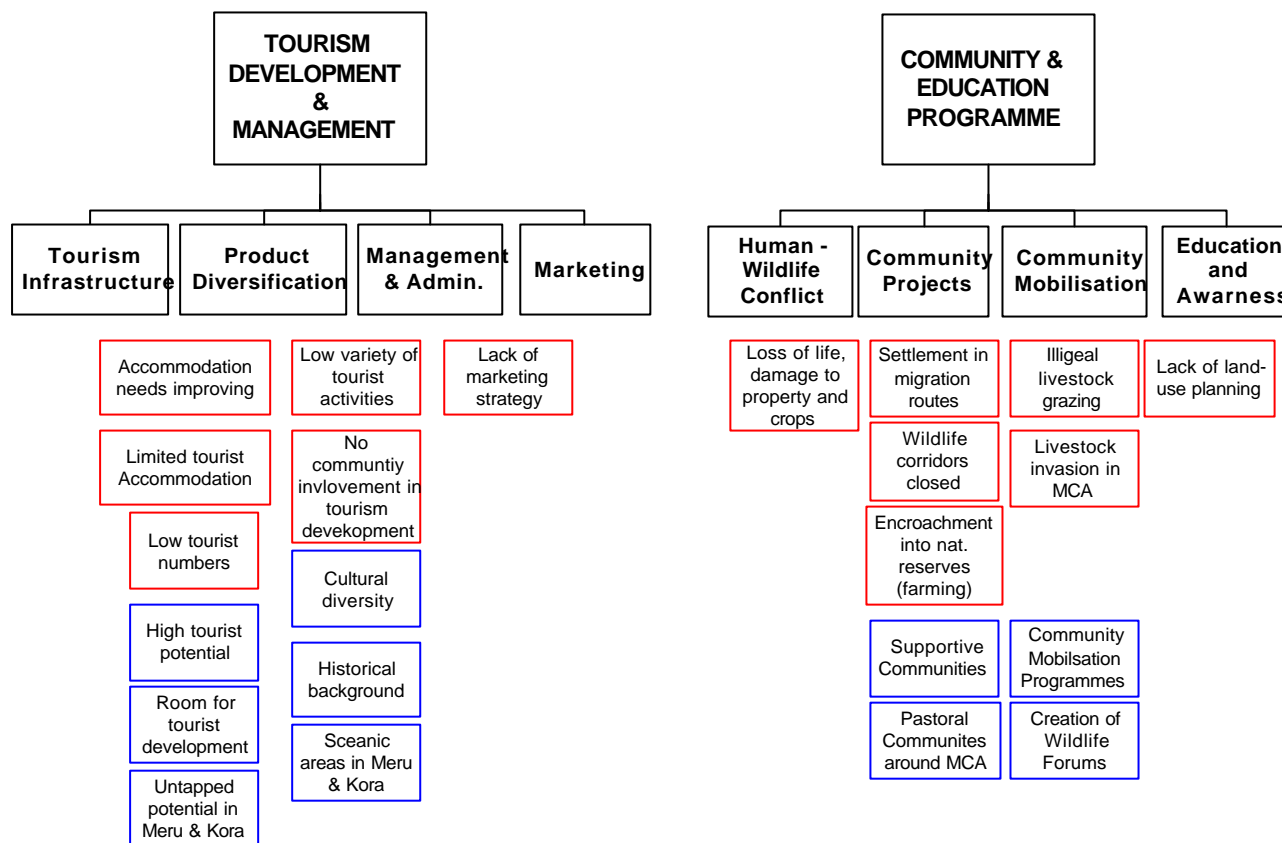 TOURISM
DEVELOPMENT
&
MANAGEMENT
Tourism
Infrastructure
Product
Diversification
Management
& Admin.
Marketing
Accommodation
needs improving
Limited tourist
Accommodation
Low tourist
numbers
High tourist
potential
Room for
tourist
development
Untapped
potential in
Meru & Kora
Low variety of
tourist
activities
No
communtiy
invlovement in
tourism
devekopment
Cultural
diversity
Historical
background
Sceanic
areas in Meru
& Kora
Lack of
marketing
strategy
COMMUNITY &
EDUCATION
PROGRAMME
Human -
Wildlife
Conflict
Community
Projects
Community
Mobilisation
Education
and
Awarness
Loss of life,
damage to
property and
crops
Settlement in
migration
routes
Wildlife
corridors
closed
Encroachment
into nat.
reserves
(farming)
Supportive
Communities
Pastoral
Communites
around MCA
Illigeal
livestock
grazing
Livestock
invasion in
MCA
Community
Mobilsation
Programmes
Creation of
Wildlife
Forums
Lack of land-
use planning